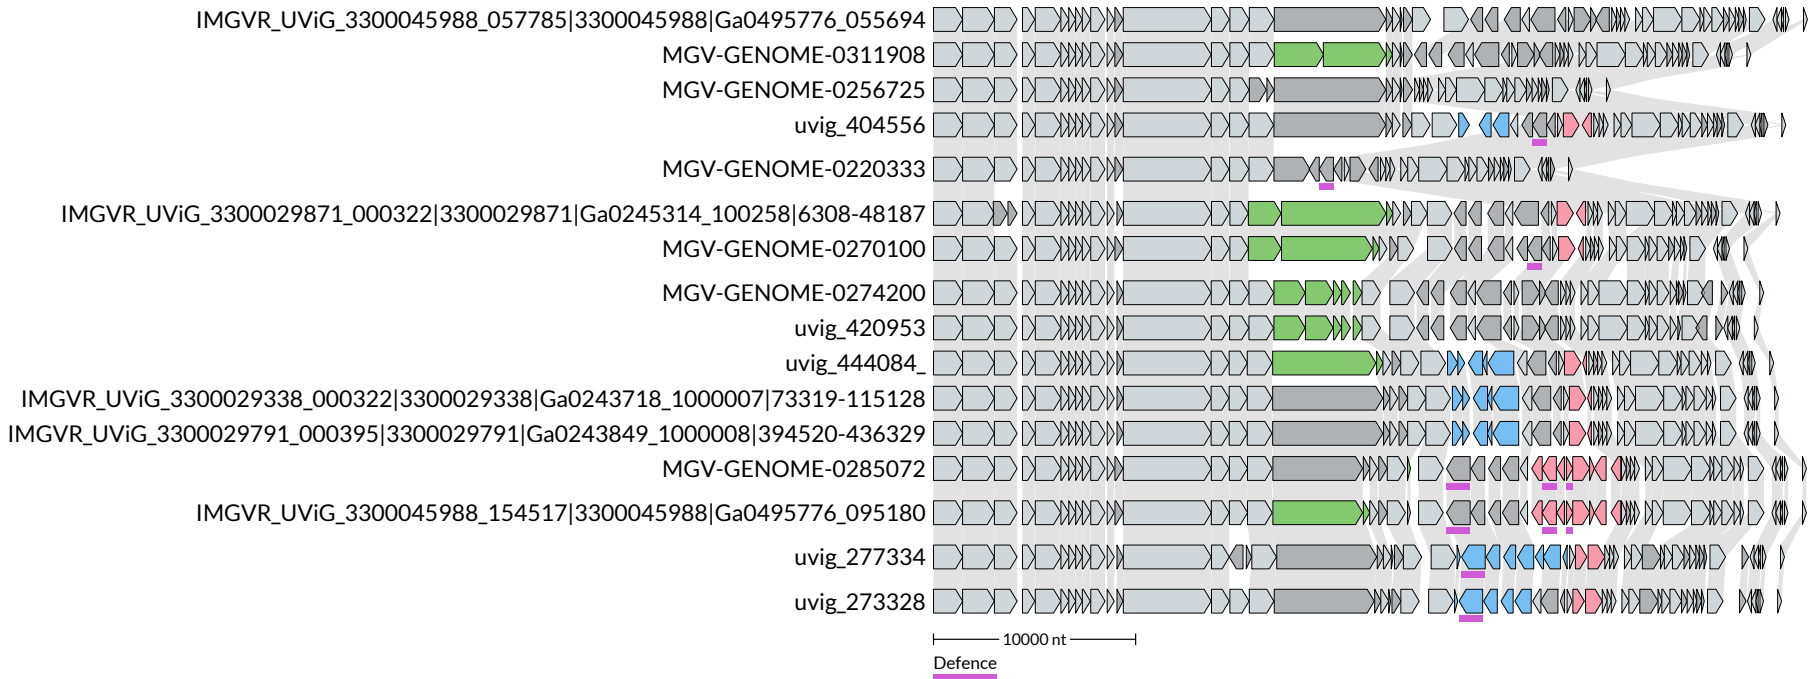 IMGVR_UViG_3300045988_057785|3300045988|Ga0495776_055694
MGV-GENOME-0311908
MGV-GENOME-0256725
uvig_404556
MGV-GENOME-0220333
IMGVR_UViG_3300029871_000322|3300029871|Ga0245314_100258|6308-48187
MGV-GENOME-0270100
MGV-GENOME-0274200
uvig_420953
uvig_444084_
IMGVR_UViG_3300029338_000322|3300029338|Ga0243718_1000007|73319-115128
IMGVR_UViG_3300029791_000395|3300029791|Ga0243849_1000008|394520-436329
MGV-GENOME-0285072
IMGVR_UViG_3300045988_154517|3300045988|Ga0495776_095180
uvig_277334
uvig_273328
10000 nt
Defence